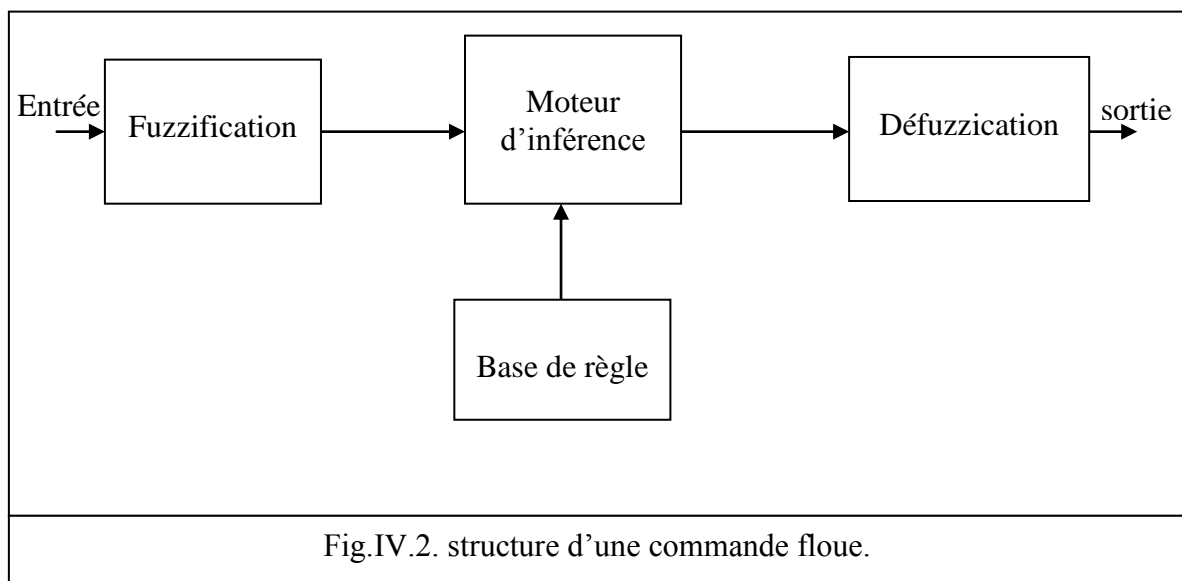 Entrée
Fuzzification
Moteur
d’inférence
Défuzzication
sortie
Base de règle
Fig.IV.2. structure d’une commande floue.